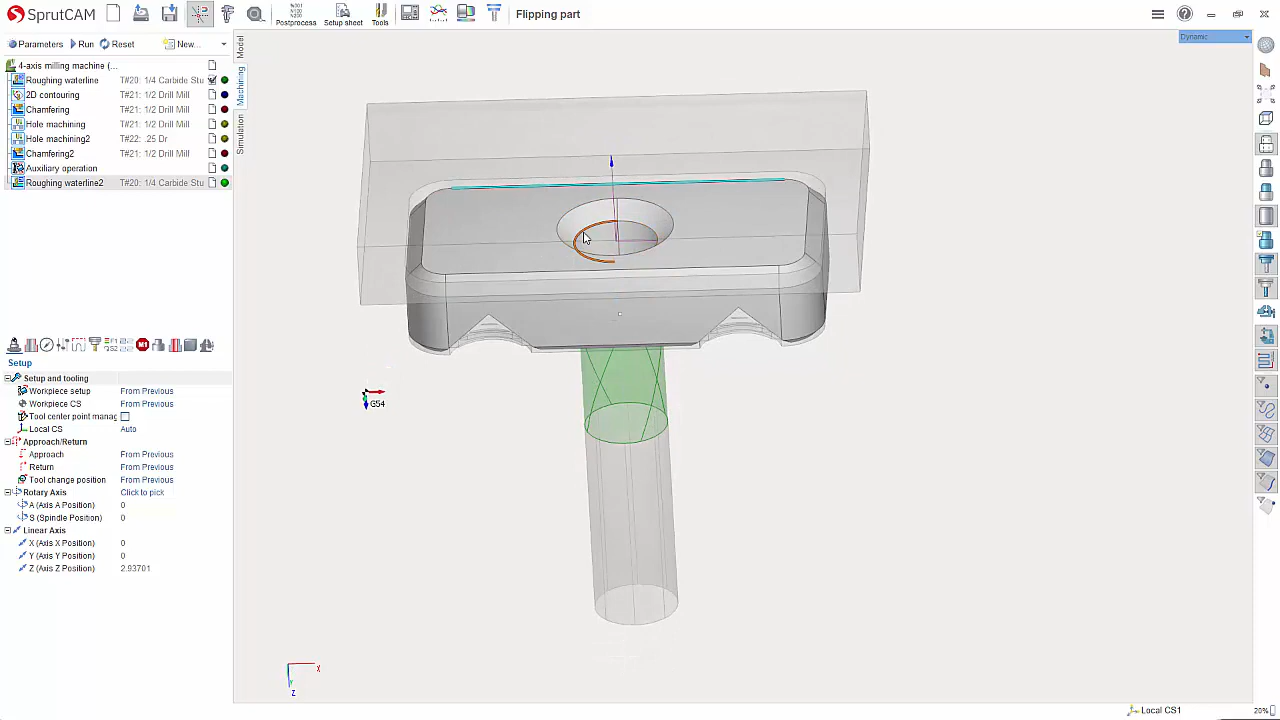 SprutCAM
Postprocess
Setup sheet
Tools
Flipping part
Parameters
Run
Reset
New...
Dynamic
Model
Machining
Simulation
4-axis milling machine (...
Roughing waterline T#20: 1/4 Carbide Stu
2D contouring T#21: 1/2 Drill Mill
Chamfering T#21: 1/2 Drill Mill
Hole machining T#21: 1/2 Drill Mill
Hole machining2 T#22: .25 Dr
Chamfering2 T#21: 1/2 Drill Mill
Auxiliary operation
Roughing waterline2 T#20: 1/4 Carbide Stu
Setup
Setup and tooling
Workpiece setup From Previous
Workpiece CS From Previous
Tool center point manag
Local CS Auto
Approach/Return
Approach From Previous
Return From Previous
Tool change position From Previous
Rotary Axis Click to pick
A (Axis A Position) 0
S (Spindle Position) 0
Linear Axis
X (Axis X Position) 0
Y (Axis Y Position) 0
Z (Axis Z Position) 2.93701
G54
X
Y
Z
Local CS1
20%